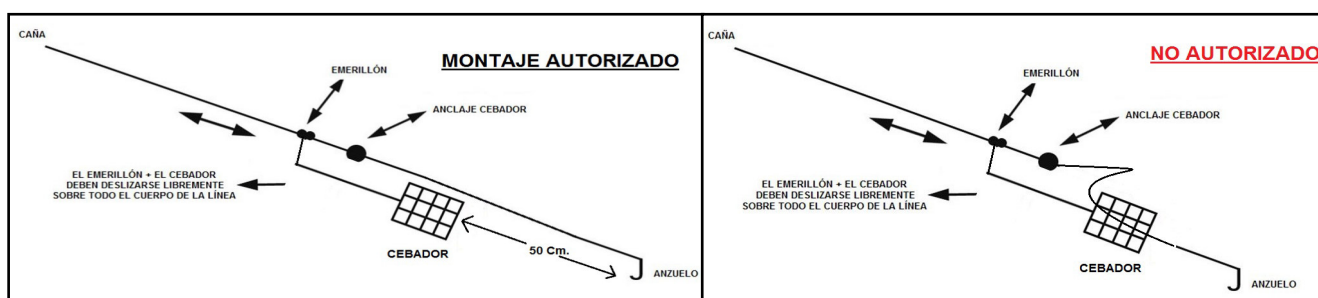 CAÑA
MONTAJE AUTORIZADO
EMERILLÓN
ANCLAJE CEBADOR
EL EMERILLÓN + EL CEBADOR
DEBEN DESLIZARSE LIBREMENTE
SOBRE TODO EL CUERPO DE LA LÍNEA
50 Cm.
CEBADOR
ANZUELO
CAÑA
NO AUTORIZADO
EMERILLÓN
ANCLAJE CEBADOR
EL EMERILLÓN + EL CEBADOR
DEBEN DESLIZARSE LIBREMENTE
SOBRE TODO EL CUERPO DE LA LÍNEA
CEBADOR
ANZUELO